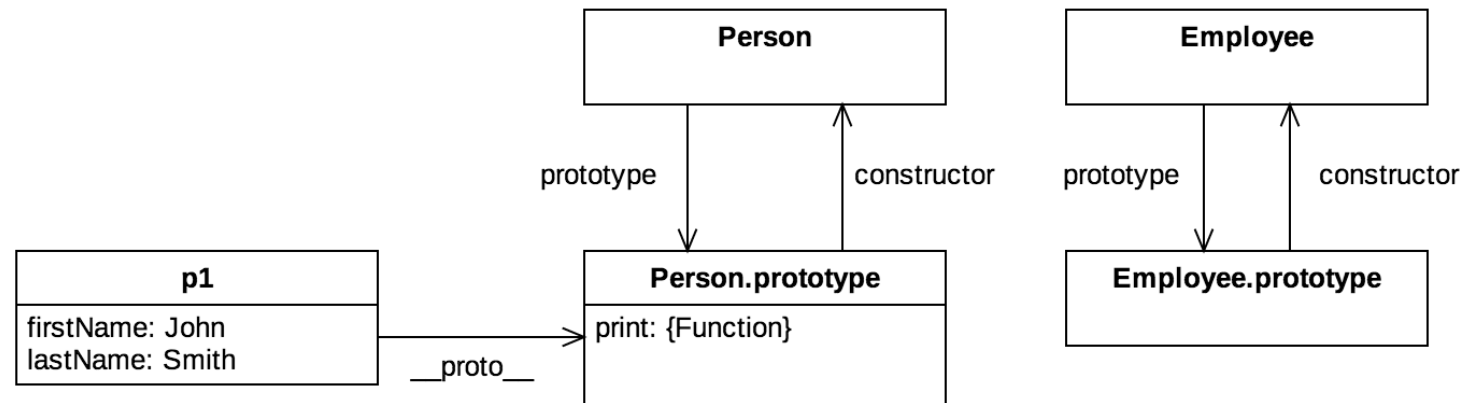 Person
Employee
prototype
constructor
prototype
constructor
p1
firstName: John
lastName: Smith
__proto__
Person.prototype
print: {Function}
Employee.prototype